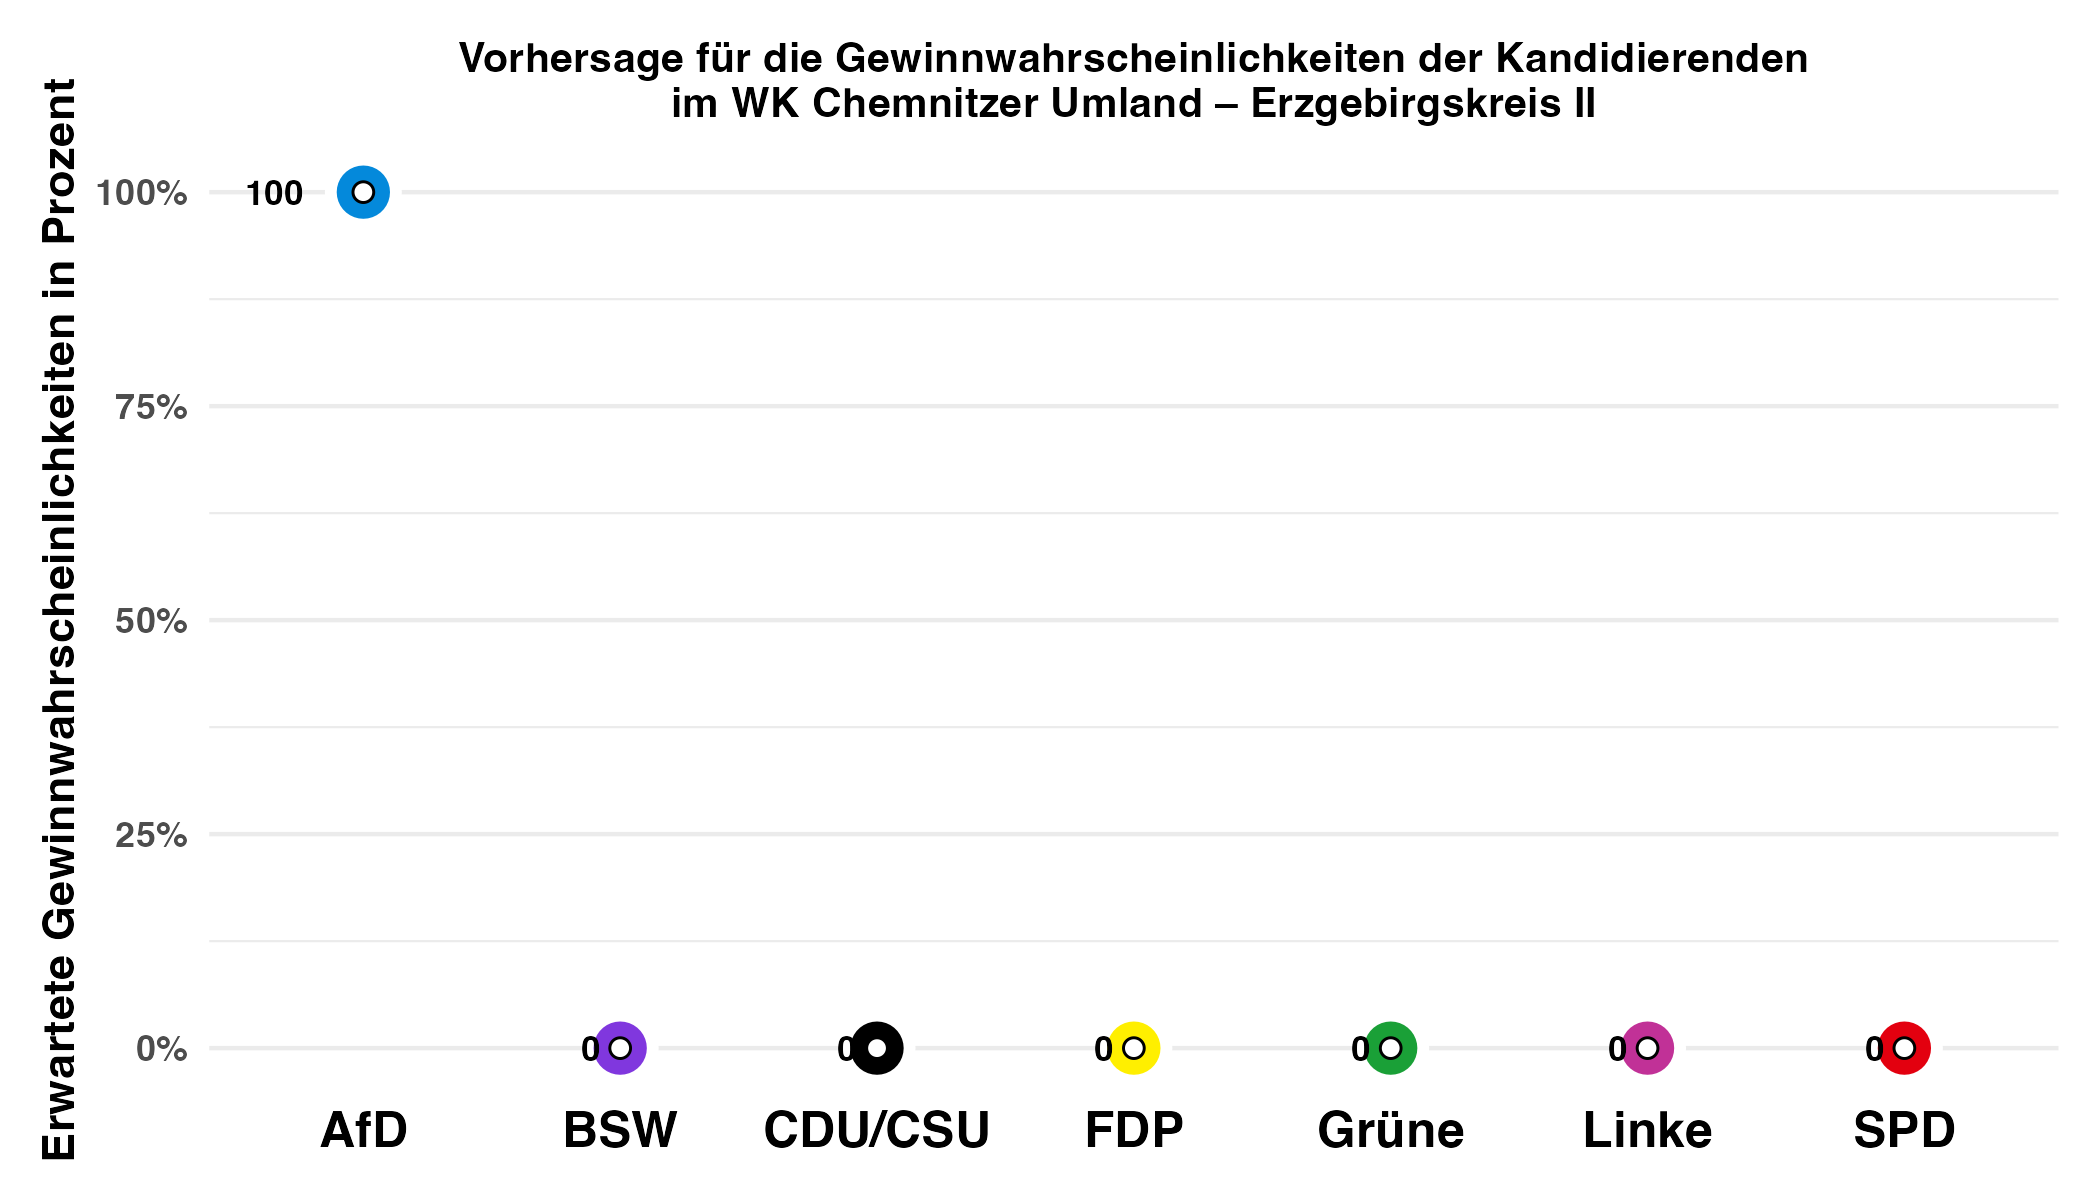 Vorhersage für die Gewinnwahrscheinlichkeiten der Kandidierenden
im WK Chemnitzer Umland – Erzgebirgskreis II
Erwartete Gewinnwahrscheinlichkeiten in Prozent
100%
75%
50%
25%
0%
100
0
0
0
0
0
0
AfD
BSW
CDU/CSU
FDP
Grüne
Linke
SPD